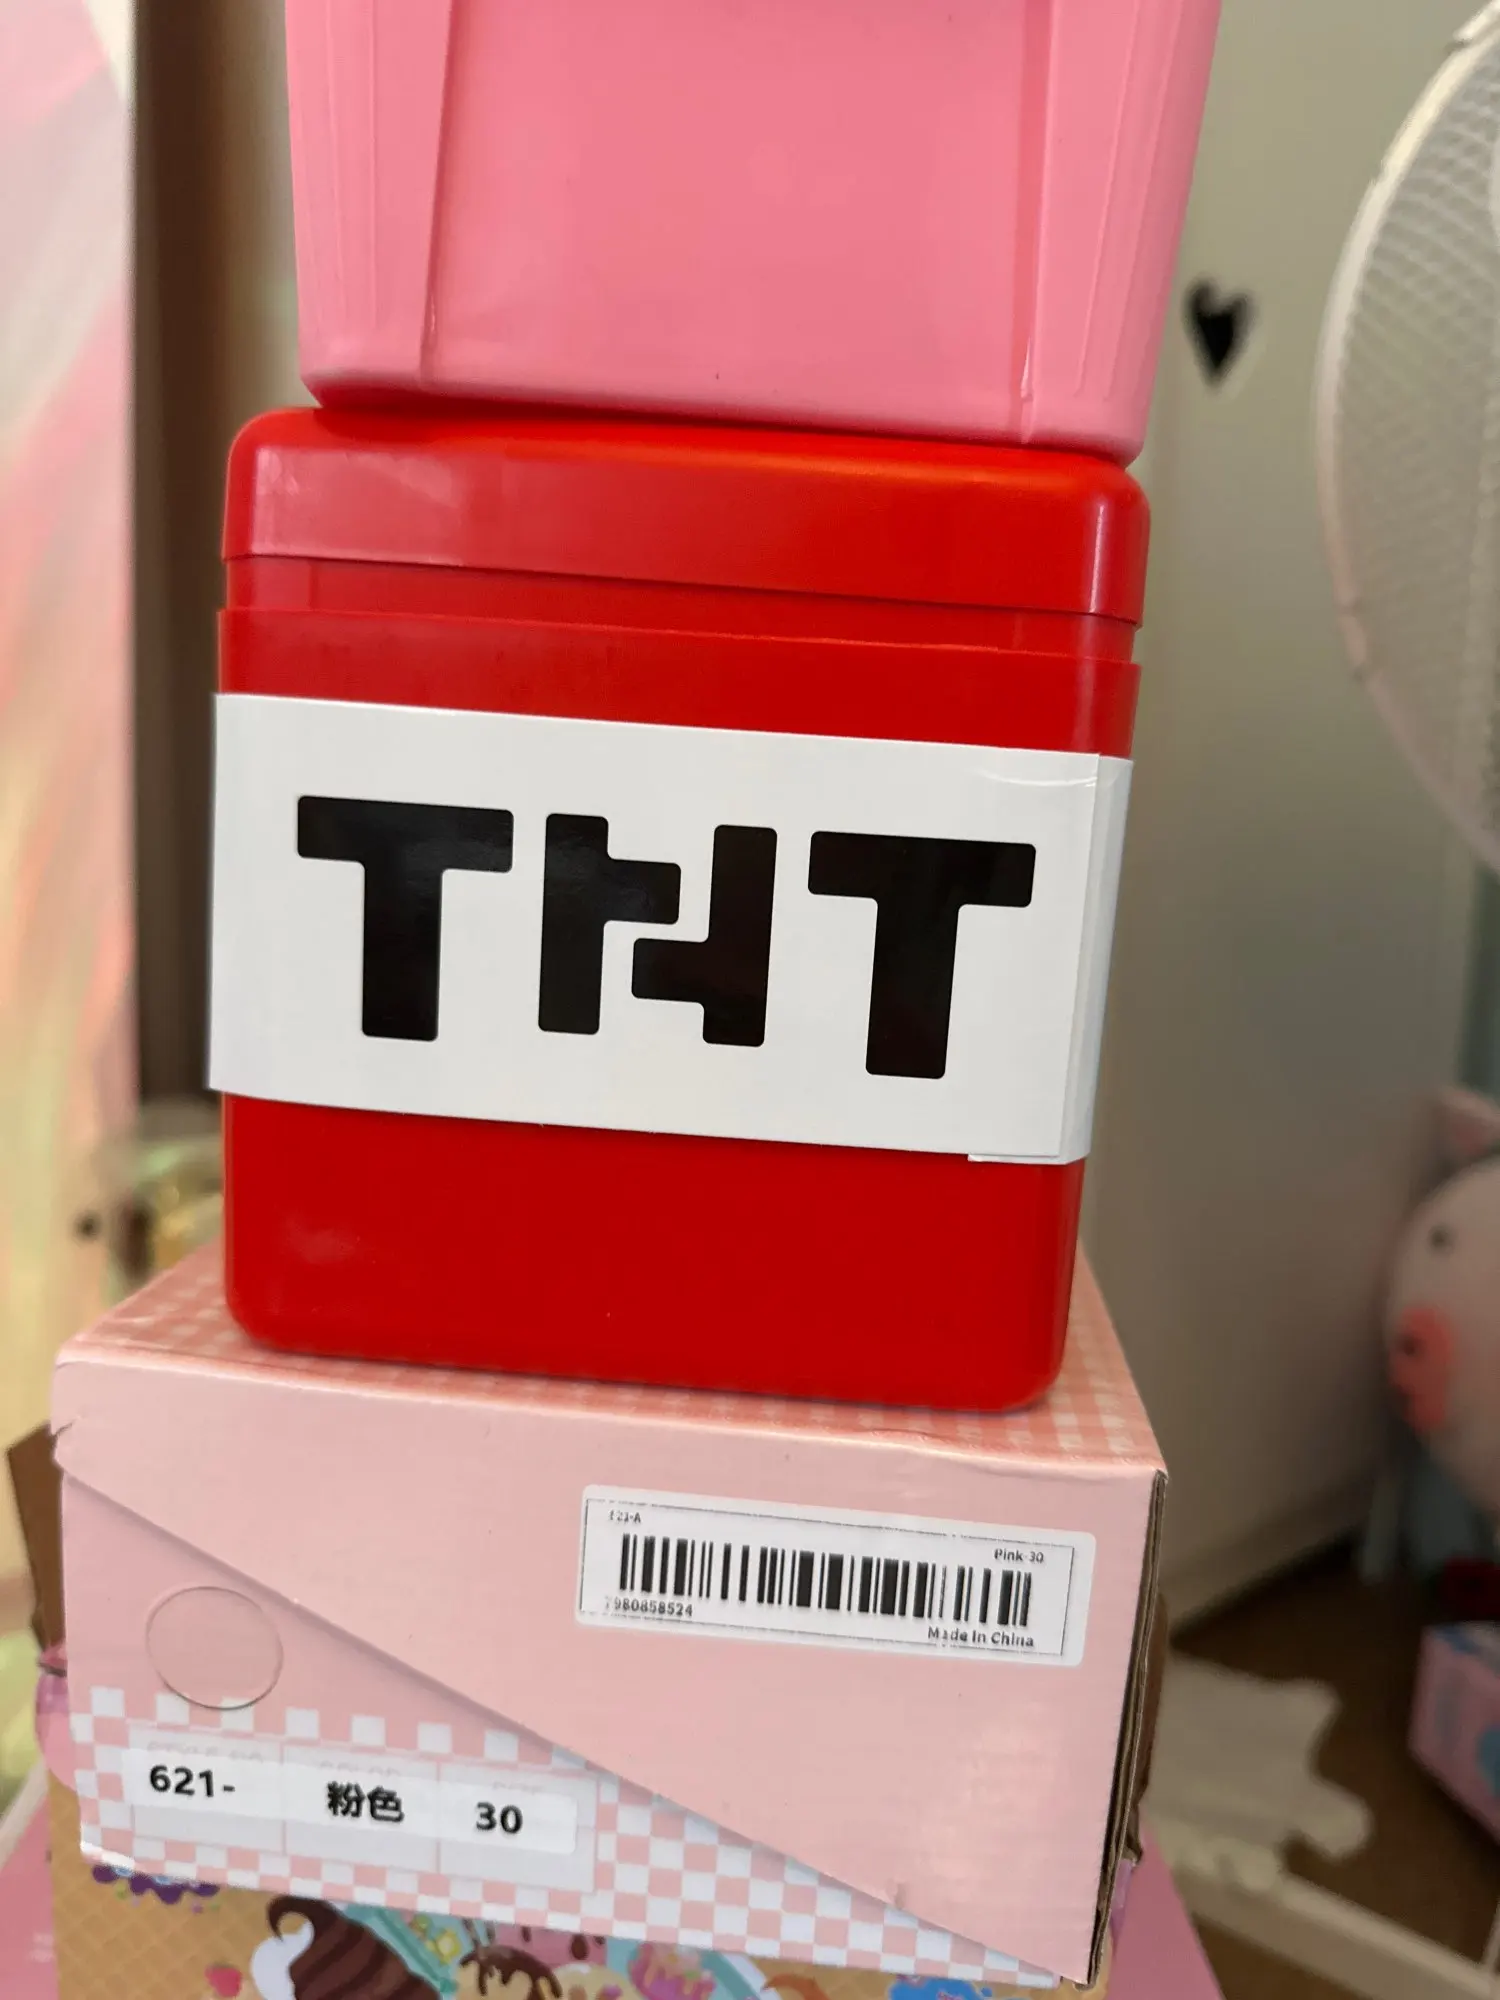 TNT
Pink-30
Made In China
621-
粉色
30